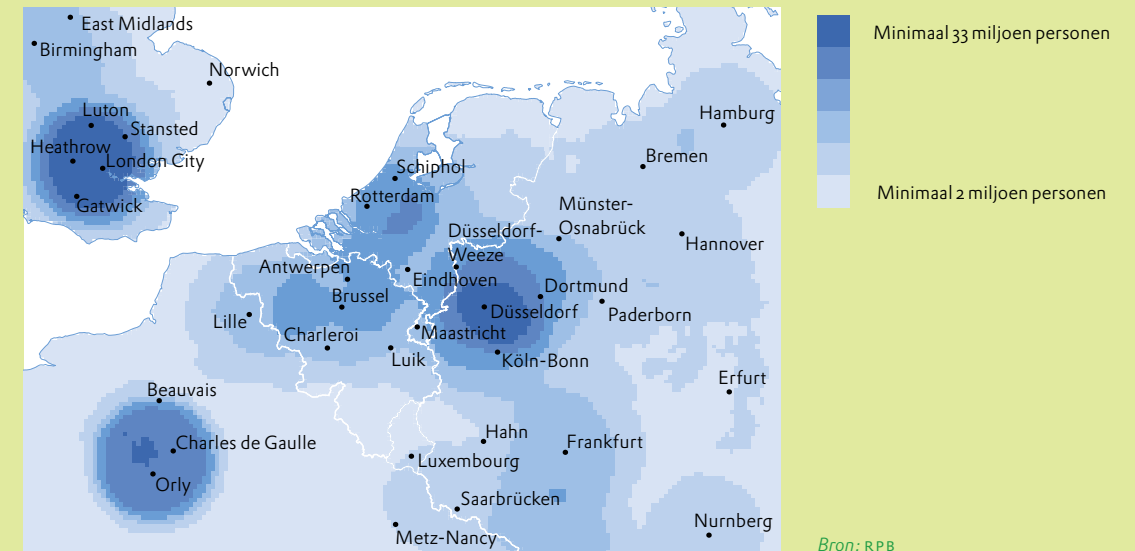 East Midlands
Birmingham
Norwich
Luton
Stansted
Heathrow
London City
Gatwick
Hamburg
Bremen
Schiphol
Rotterdam
Münster-
Osnabrück
Hannover
Düsseldorf-
Weeze
Antwerpen
Eindhoven
Brussel
Dortmund
Düsseldorf
Paderborn
Lille
Charleroi
Maastricht
Luik
Köln-Bonn
Erfurt
Beauvais
Charles de Gaulle
Orly
Hahn
Frankfurt
Luxembourg
Saarbrücken
Metz-Nancy
Nurnberg
Minimaal 33 miljoen personen
Minimaal 2 miljoen personen
Bron: RPB